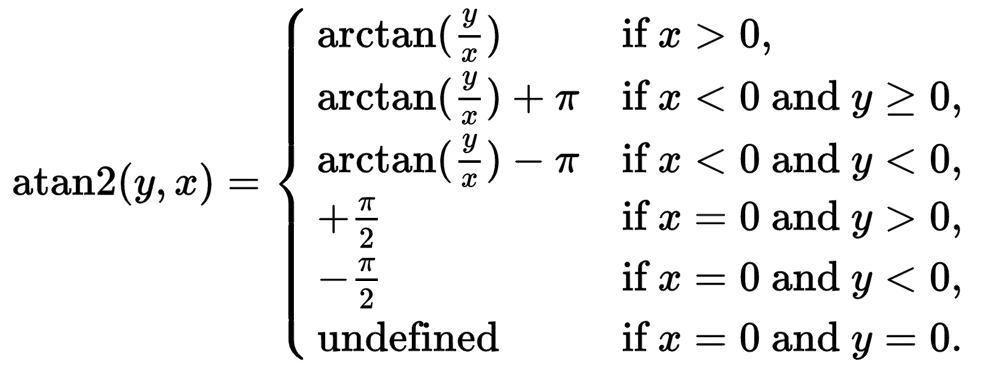 atan2(y, x) =
arctan(y/x) if x > 0,
arctan(y/x) + π if x < 0 and y ≥ 0,
arctan(y/x) − π if x < 0 and y < 0,
+π/2 if x = 0 and y > 0,
−π/2 if x = 0 and y < 0,
undefined if x = 0 and y = 0.